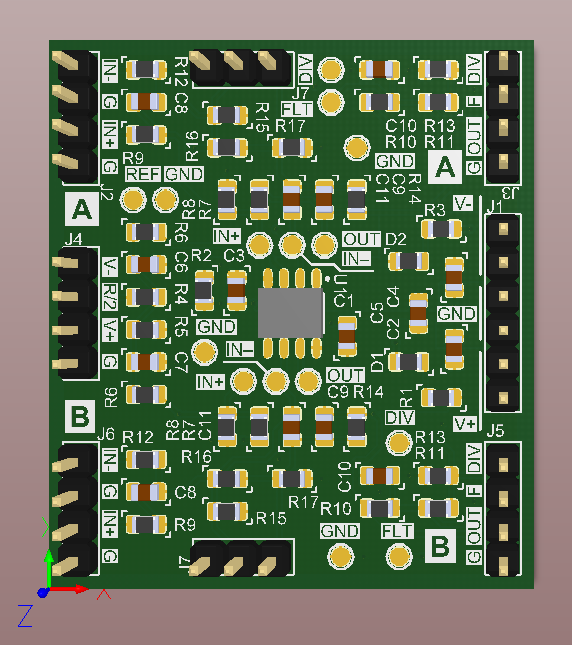 IN-
G
IN+
G
R12
C8
R9
J2
A
REF
GND
DIV
J7
FLT
R15
R16
R17
C10
R10
R13
R11
GND
DIV
F
OUT
G
A
J3
R8
R7
C11
C9
R14
V-
J1
R3
R6
IN+
OUT
IN–
D2
J4
V-
R/2
V+
G
C6
R4
R5
C7
R2
C3
U1
C1
C5
C4
C2
GND
GND
IN–
IN+
OUT
D1
R1
C9
R14
DIV
V+
R9
B
J6
R12
R8
R7
C11
R16
R13
R11
J5
IN-
G
IN+
G
C8
R9
R15
R17
C10
R10
DIV
F
OUT
G
GND
FLT
B
Z
X